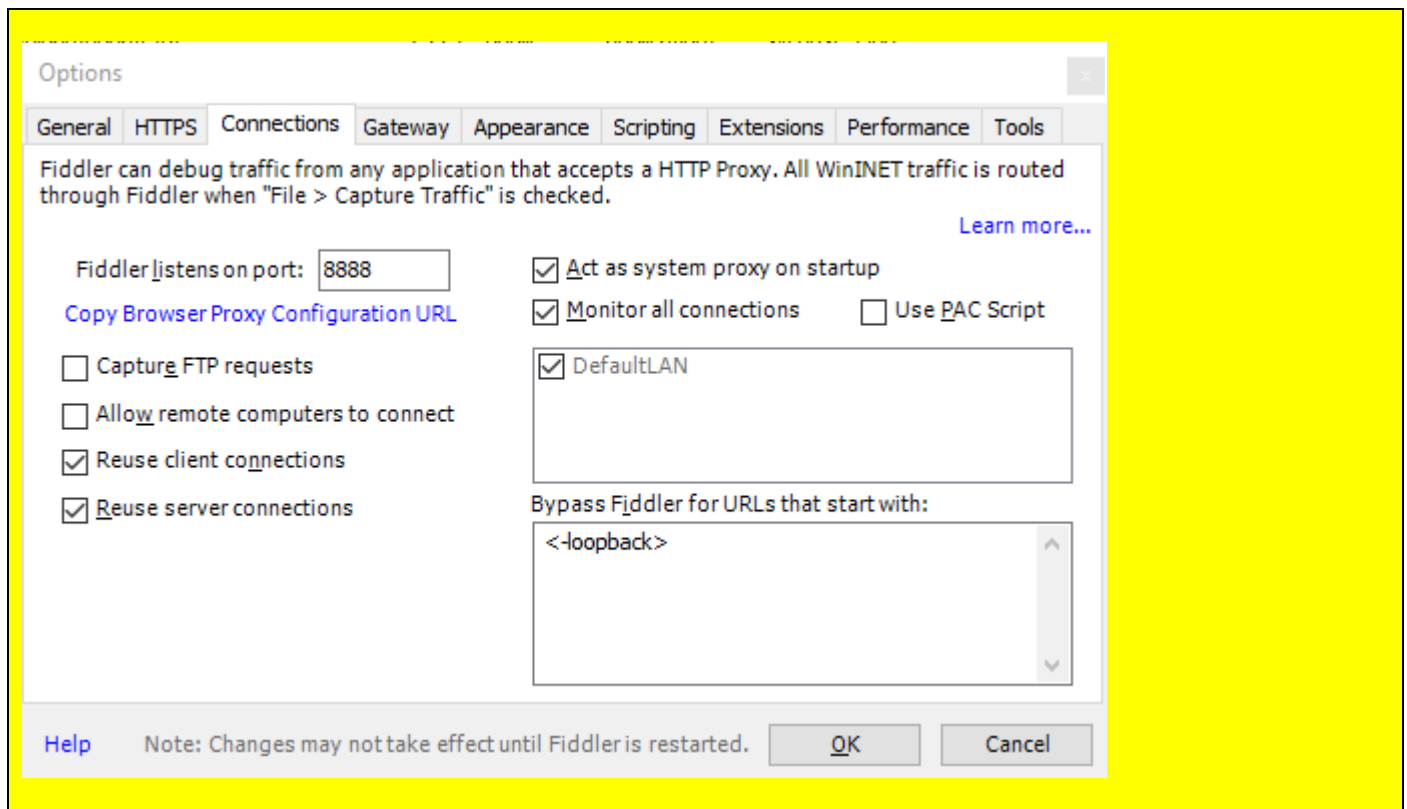 Options
General HTTPS Connections Gateway Appearance Scripting Extensions Performance Tools
Fiddler can debug traffic from any application that accepts a HTTP Proxy. All WinINET traffic is routed
through Fiddler when "File > Capture Traffic" is checked.
Learn more...
Fiddler listens on port: 8888
Copy Browser Proxy Configuration URL
Capture FTP requests
Allow remote computers to connect
Reuse client connections
Reuse server connections
Act as system proxy on startup
Monitor all connections Use PAC Script
DefaultLAN
Bypass Fiddler for URLs that start with:
<-loopback>
Help Note: Changes may not take effect until Fiddler is restarted. OK Cancel